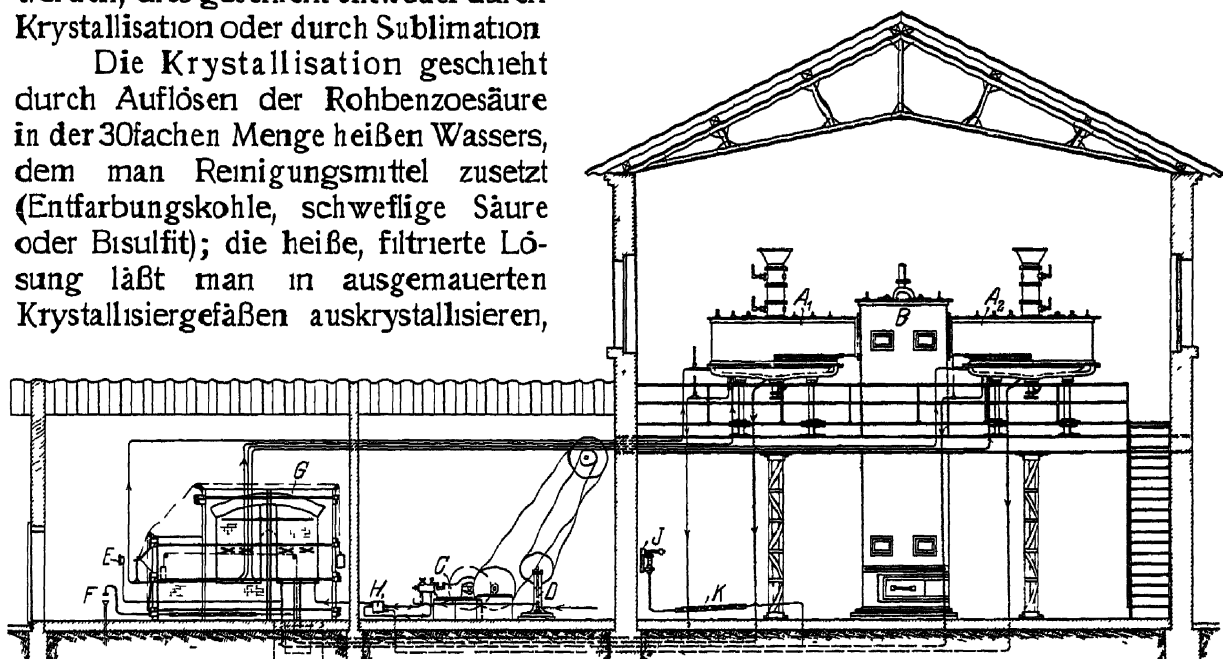 Krystallisation oder durch Sublimation
Die Krystallisation geschieht
durch Auflösen der Rohbenzoesäure
in der 30fachen Menge heißen Wassers,
dem man Reinigungsmittel zusetzt
(Entfarbungskohle, schweflige Säure
oder Bisulfit); die heiße, filtrierte Lö-
sung läßt man in ausgemauerten
Krystallisiergefäßen auskrystallisieren,
A₁
B
A₂
G
E
F
H
C
D
J
K